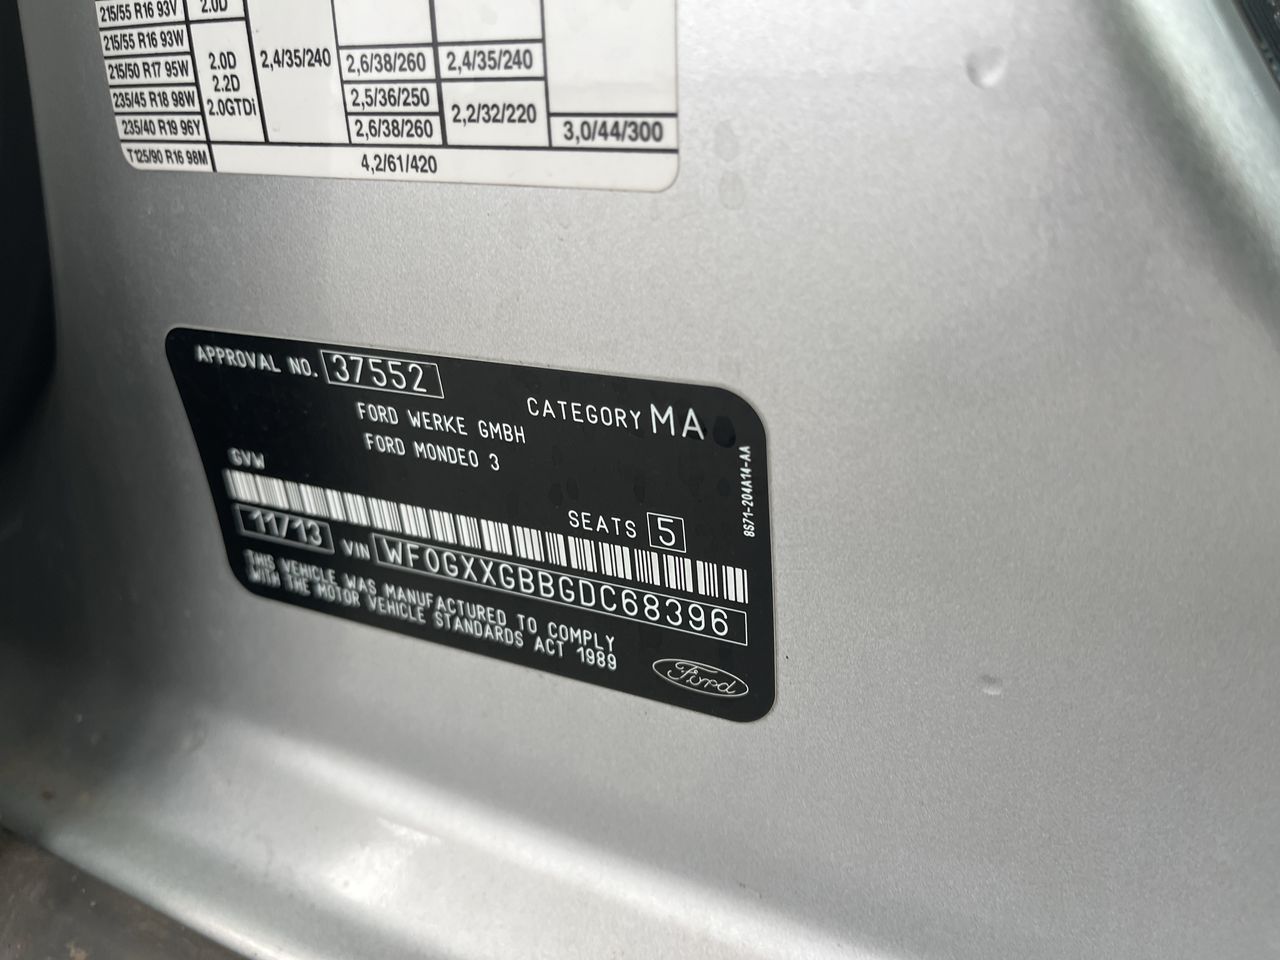 215/55 R16 93V 2.0D
215/55 R16 93W
215/50 R17 95W 2.0D 2,4/35/240 2,6/38/260 2,4/35/240
235/45 R18 98W 2.2D 2,5/36/250
235/40 R19 96Y 2.0GTDi 2,6/38/260 2,2/32/220 3,0/44/300
T125/90 R16 98M 4,2/61/420
APPROVAL NO. 37552
CATEGORY MA
FORD WERKE GMBH
FORD MONDEO 3
GVW
SEATS 5
8S71-204A14-AA
11/13 VIN WF0GXXGBBGDC68396
THIS VEHICLE WAS MANUFACTURED TO COMPLY
WITH THE MOTOR VEHICLE STANDARDS ACT 1989
Ford